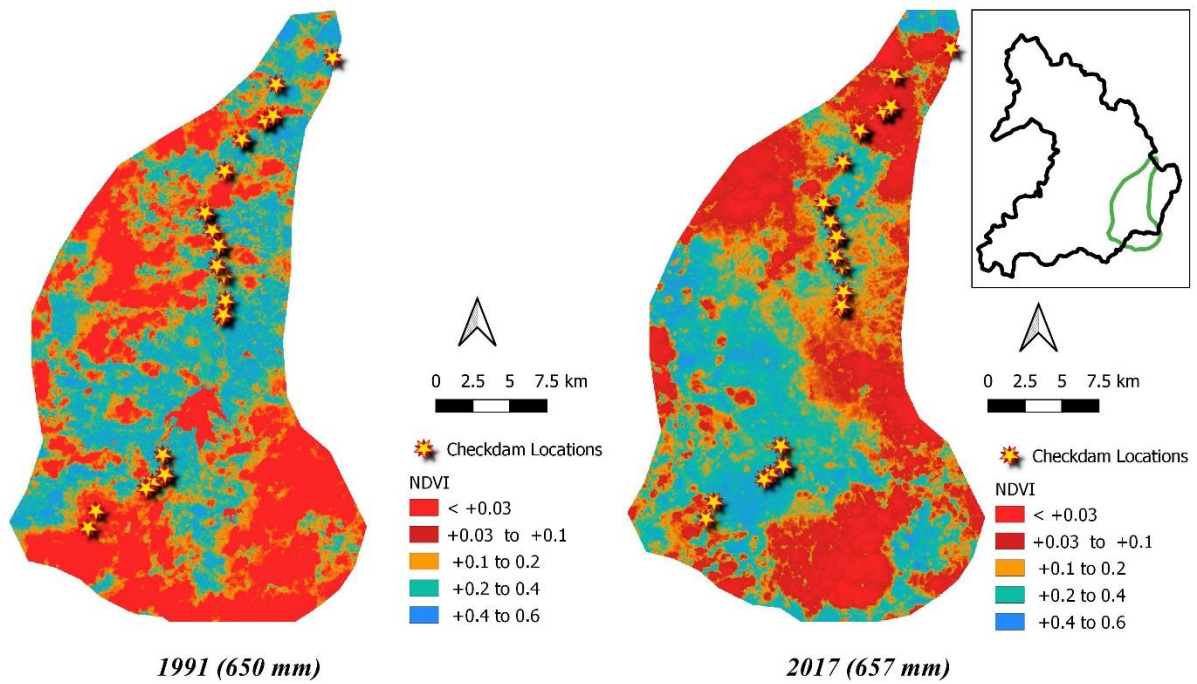 0 2.5 5 7.5 km
Checkdam Locations
NDVI
< +0.03
+0.03 to +0.1
+0.1 to 0.2
+0.2 to 0.4
+0.4 to 0.6
1991 (650 mm)
0 2.5 5 7.5 km
Checkdam Locations
NDVI
< +0.03
+0.03 to +0.1
+0.1 to 0.2
+0.2 to 0.4
+0.4 to 0.6
2017 (657 mm)